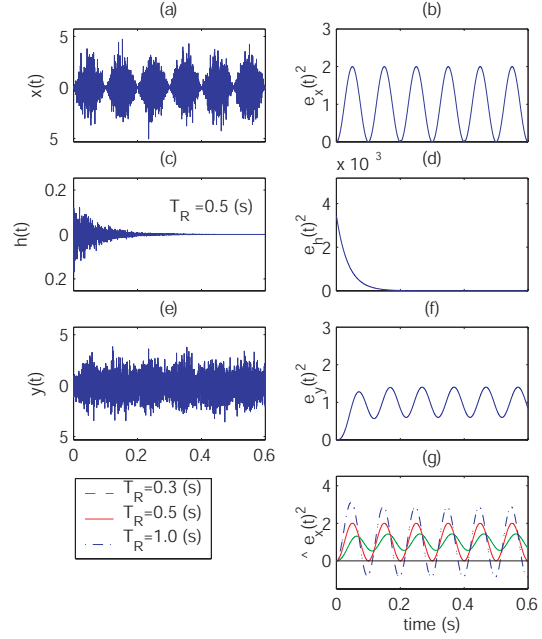 (a)
x(t)
5
0
5
(b)
e_x(t)^2
3
2
1
0
(c)
h(t)
0.2
0
0.2
T_R =0.5 (s)
(d)
x 10^3
e_h(t)^2
4
2
0
(e)
y(t)
5
0
5
0 0.2 0.4 0.6
(f)
e_y(t)^2
3
2
1
0
T_R=0.3 (s)
T_R=0.5 (s)
T_R=1.0 (s)
(g)
^ e_x(t)^2
4
2
0
0 0.2 0.4 0.6
time (s)